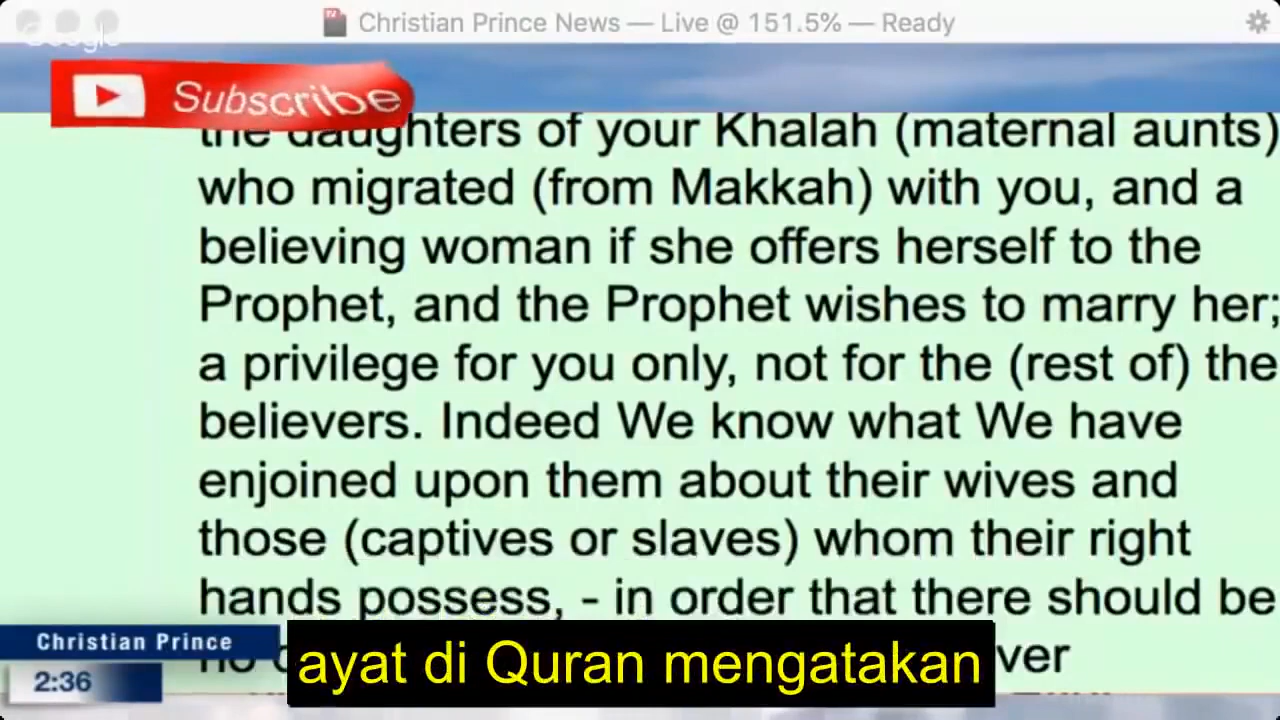 Christian Prince News — Live @ 151.5% — Ready
Google
Subscribe
the daughters of your Khalah (maternal aunts)
who migrated (from Makkah) with you, and a
believing woman if she offers herself to the
Prophet, and the Prophet wishes to marry her;
a privilege for you only, not for the (rest of) the
believers. Indeed We know what We have
enjoined upon them about their wives and
those (captives or slaves) whom their right
hands possess, - in order that there should be
Christian Prince
ayat di Quran mengatakan
2:36